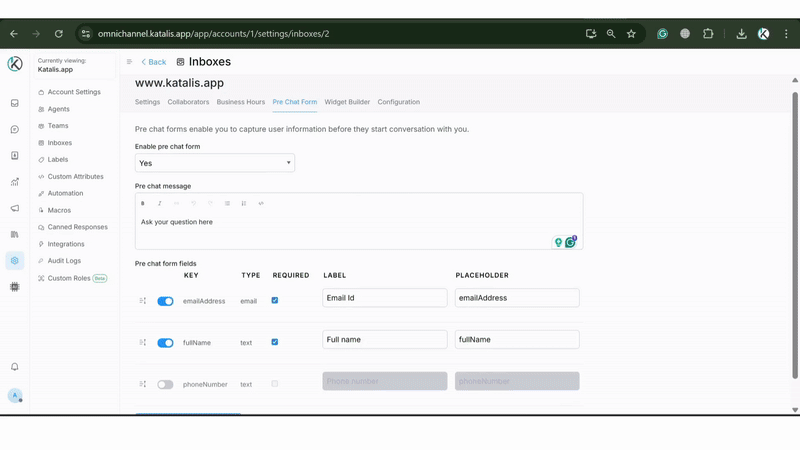 omnichannel.katalis.app/app/accounts/1/settings/inboxes/2
Currently viewing:
Katalis.app
Account Settings
Agents
Teams
Inboxes
Labels
Custom Attributes
Automation
Macros
Canned Responses
Integrations
Audit Logs
Custom Roles Beta
A
Back Inboxes
www.katalis.app
Settings Collaborators Business Hours Pre Chat Form Widget Builder Configuration
Pre chat forms enable you to capture user information before they start conversation with you.
Enable pre chat form
Yes
Pre chat message
Ask your question here
1
Pre chat form fields
KEY TYPE REQUIRED LABEL PLACEHOLDER
emailAddress email Email Id emailAddress
fullName text Full name fullName
phoneNumber text Phone number phoneNumber